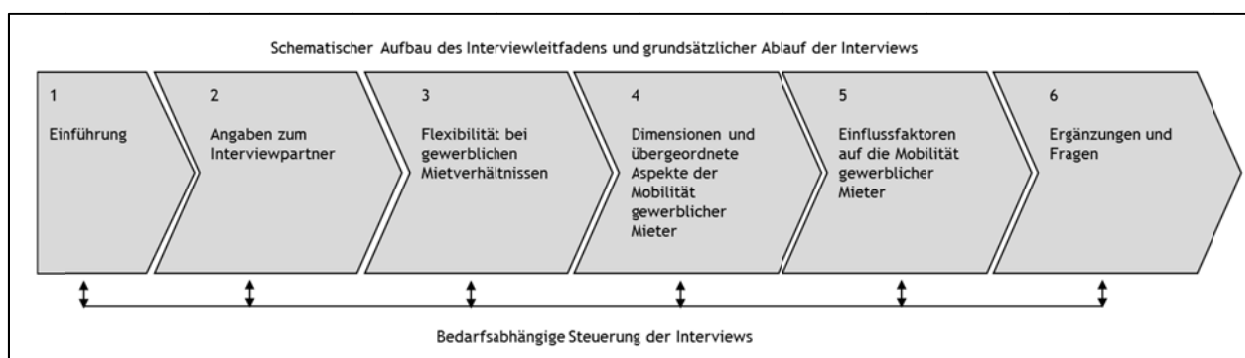 Schematischer Aufbau des Interviewleitfadens und grundsätzlicher Ablauf der Interviews
1
Einführung
2
Angaben zum
Interviewpartner
3
Flexibilität bei
gewerblichen
Mietverhältnissen
4
Dimensionen und
übergeordnete
Aspekte der
Mobilität
gewerblicher
Mieter
5
Einflussfaktoren
auf die Mobilität
gewerblicher
Mieter
6
Ergänzungen und
Fragen
Bedarfsabhängige Steuerung der Interviews